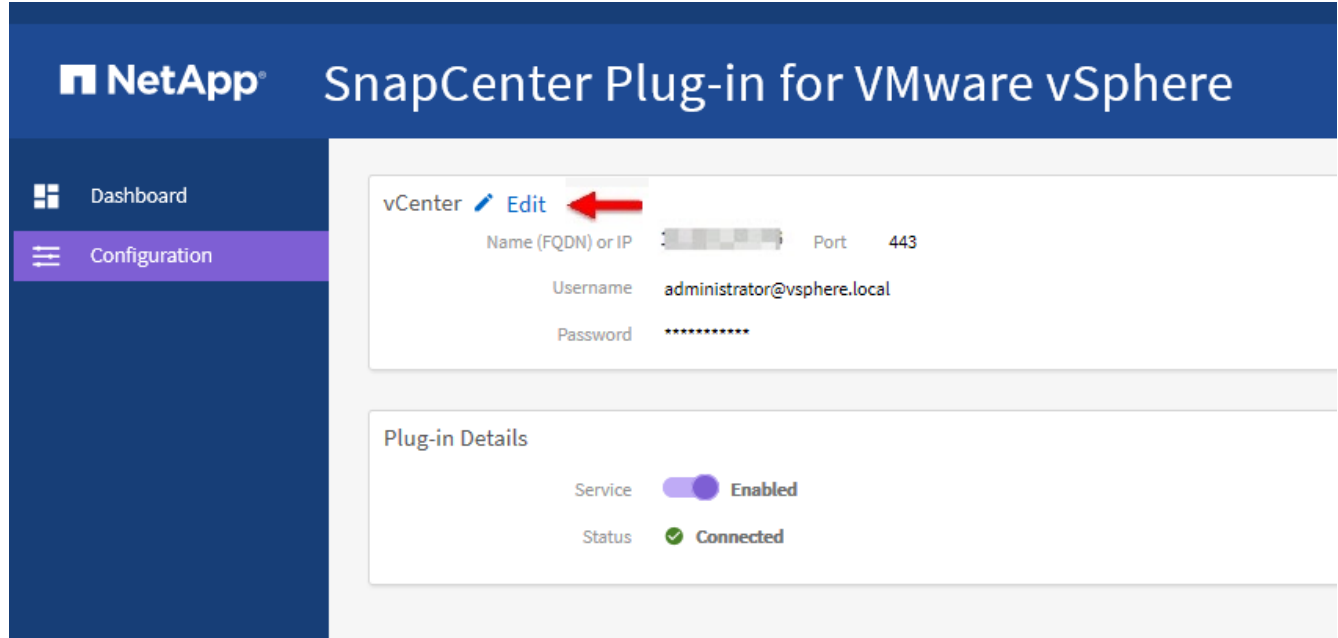 NetApp® SnapCenter Plug-in for VMware vSphere
Dashboard
Configuration
vCenter Edit
Name (FQDN) or IP Port 443
Username administrator@vsphere.local
Password ***********
Plug-in Details
Service Enabled
Status Connected